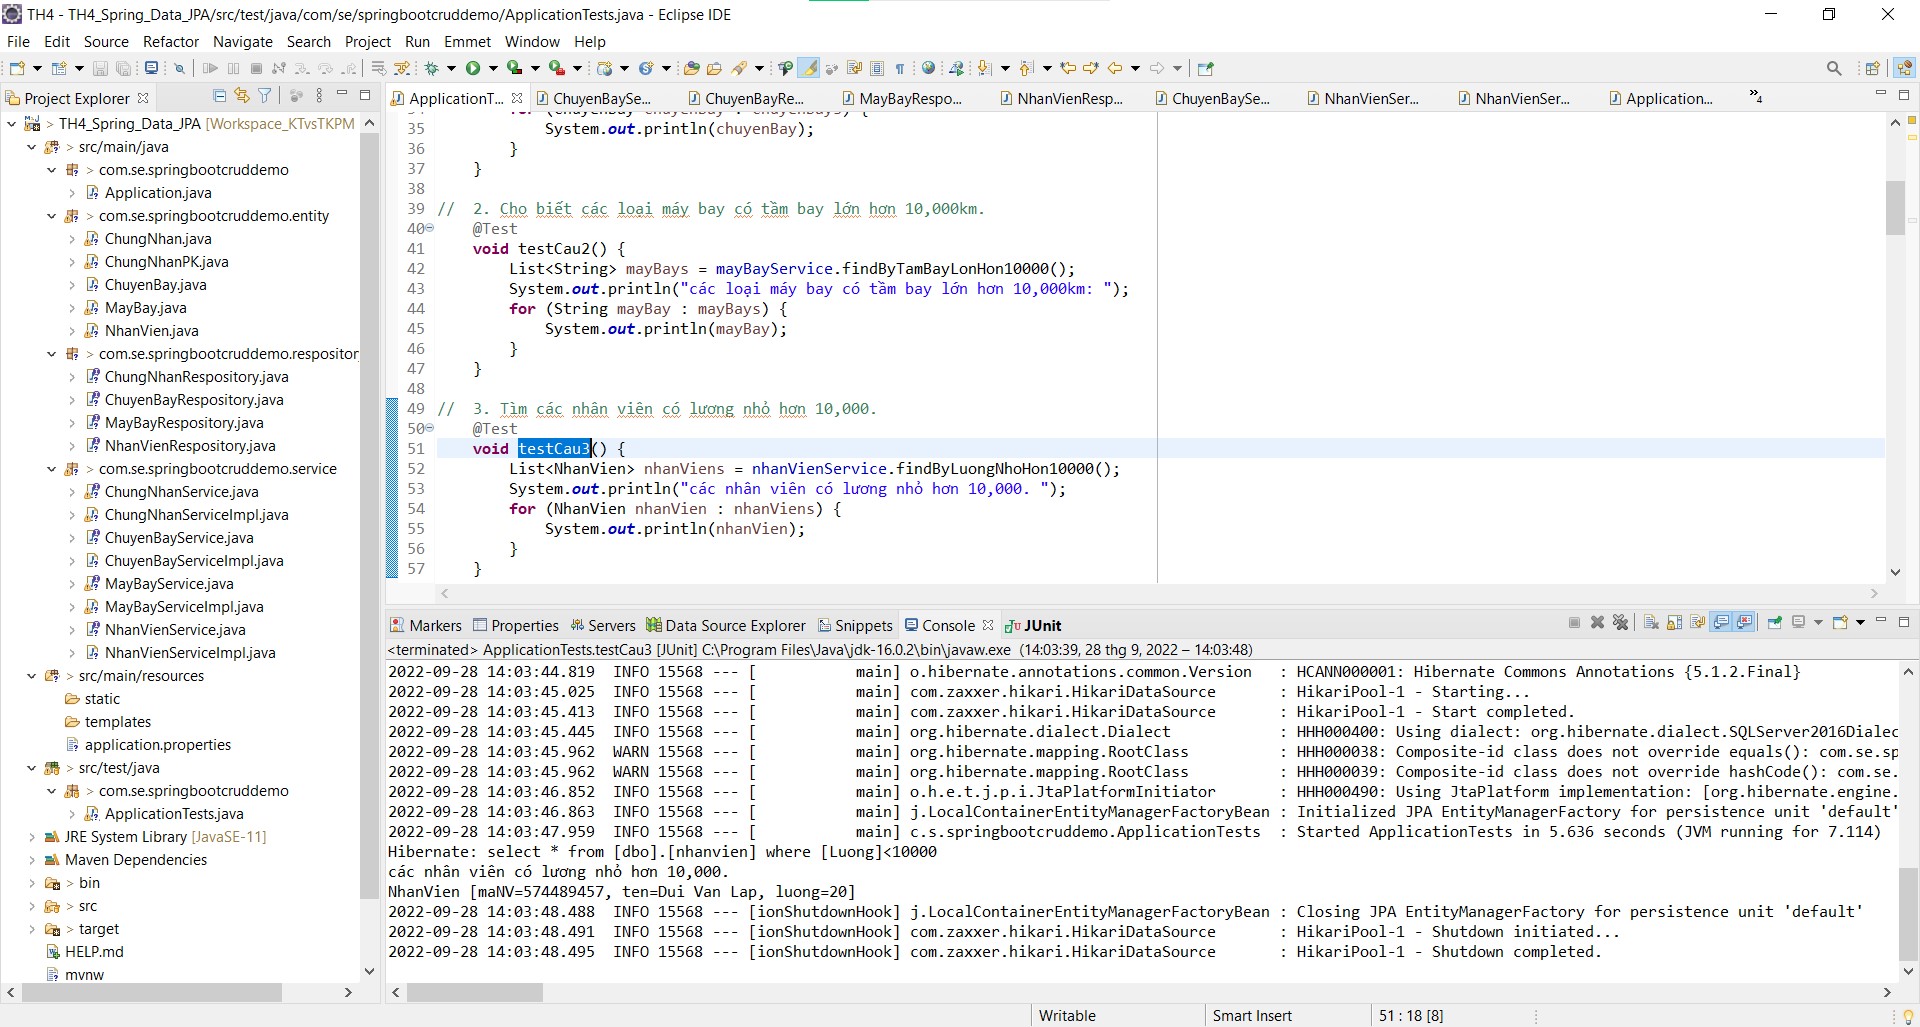 TH4 - TH4_Spring_Data_JPA/src/test/java/com/se/springbootcruddemo/ApplicationTests.java - Eclipse IDE
File Edit Source Refactor Navigate Search Project Run Emmet Window Help
Project Explorer
> TH4_Spring_Data_JPA [Workspace_KTvsTKPM
> src/main/java
> com.se.springbootcruddemo
Application.java
> com.se.springbootcruddemo.entity
ChungNhan.java
ChungNhanPK.java
ChuyenBay.java
MayBay.java
NhanVien.java
> com.se.springbootcruddemo.respositor
ChungNhanRespository.java
ChuyenBayRespository.java
MayBayRespository.java
NhanVienRespository.java
> com.se.springbootcruddemo.service
ChungNhanService.java
ChungNhanServiceImpl.java
ChuyenBayService.java
ChuyenBayServiceImpl.java
MayBayService.java
MayBayServiceImpl.java
NhanVienService.java
NhanVienServiceImpl.java
> src/main/resources
static
templates
application.properties
> src/test/java
> com.se.springbootcruddemo
ApplicationTests.java
JRE System Library [JavaSE-11]
Maven Dependencies
> bin
> src
> target
HELP.md
mvnw
ApplicationT... ChuyenBaySe... ChuyenBayRe... MayBayRespo... NhanVienResp... ChuyenBaySe... NhanVienSer... NhanVienSer... Application... »4
34 for (ChuyenBay chuyenBay : chuyenBays) {
35 System.out.println(chuyenBay);
36 }
37 }
38
39 // 2. Cho biết các loại máy bay có tầm bay lớn hơn 10,000km.
40 @Test
41 void testCau2() {
42 List<String> mayBays = mayBayService.findByTamBayLonHon10000();
43 System.out.println("các loại máy bay có tầm bay lớn hơn 10,000km: ");
44 for (String mayBay : mayBays) {
45 System.out.println(mayBay);
46 }
47 }
48
49 // 3. Tìm các nhân viên có lương nhỏ hơn 10,000.
50 @Test
51 void testCau3() {
52 List<NhanVien> nhanViens = nhanVienService.findByLuongNhoHon10000();
53 System.out.println("các nhân viên có lương nhỏ hơn 10,000. ");
54 for (NhanVien nhanVien : nhanViens) {
55 System.out.println(nhanVien);
56 }
57 }
Markers Properties Servers Data Source Explorer Snippets Console JUnit
<terminated> ApplicationTests.testCau3 [JUnit] C:\Program Files\Java\jdk-16.0.2\bin\javaw.exe (14:03:39, 28 thg 9, 2022 – 14:03:48)
2022-09-28 14:03:44.819 INFO 15568 --- [ main] o.hibernate.annotations.common.Version : HCANN000001: Hibernate Commons Annotations {5.1.2.Final}
2022-09-28 14:03:45.025 INFO 15568 --- [ main] com.zaxxer.hikari.HikariDataSource : HikariPool-1 - Starting...
2022-09-28 14:03:45.413 INFO 15568 --- [ main] com.zaxxer.hikari.HikariDataSource : HikariPool-1 - Start completed.
2022-09-28 14:03:45.445 INFO 15568 --- [ main] org.hibernate.dialect.Dialect : HHH000400: Using dialect: org.hibernate.dialect.SQLServer2016Dialec
2022-09-28 14:03:45.962 WARN 15568 --- [ main] org.hibernate.mapping.RootClass : HHH000038: Composite-id class does not override equals(): com.se.sp
2022-09-28 14:03:45.962 WARN 15568 --- [ main] org.hibernate.mapping.RootClass : HHH000039: Composite-id class does not override hashCode(): com.se.
2022-09-28 14:03:46.852 INFO 15568 --- [ main] o.h.e.t.j.p.i.JtaPlatformInitiator : HHH000490: Using JtaPlatform implementation: [org.hibernate.engine.
2022-09-28 14:03:46.863 INFO 15568 --- [ main] j.LocalContainerEntityManagerFactoryBean : Initialized JPA EntityManagerFactory for persistence unit 'default'
2022-09-28 14:03:47.959 INFO 15568 --- [ main] c.s.springbootcruddemo.ApplicationTests : Started ApplicationTests in 5.636 seconds (JVM running for 7.114)
Hibernate: select * from [dbo].[nhanvien] where [Luong]<10000
các nhân viên có lương nhỏ hơn 10,000.
NhanVien [maNV=574489457, ten=Dui Van Lap, luong=20]
2022-09-28 14:03:48.488 INFO 15568 --- [ionShutdownHook] j.LocalContainerEntityManagerFactoryBean : Closing JPA EntityManagerFactory for persistence unit 'default'
2022-09-28 14:03:48.491 INFO 15568 --- [ionShutdownHook] com.zaxxer.hikari.HikariDataSource : HikariPool-1 - Shutdown initiated...
2022-09-28 14:03:48.495 INFO 15568 --- [ionShutdownHook] com.zaxxer.hikari.HikariDataSource : HikariPool-1 - Shutdown completed.
Writable Smart Insert 51 : 18 [8]